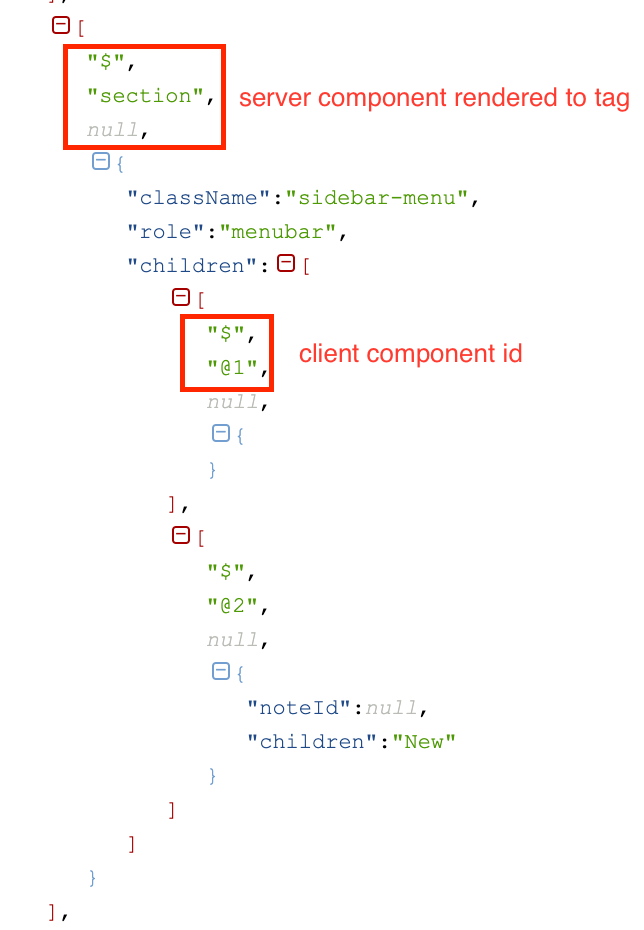 ],
[
"$",
"section", server component rendered to tag
null,
{
"className":"sidebar-menu",
"role":"menubar",
"children": [
[
"$",
"@1", client component id
null,
{
}
],
[
"$",
"@2",
null,
{
"noteId":null,
"children":"New"
}
]
]
}
],